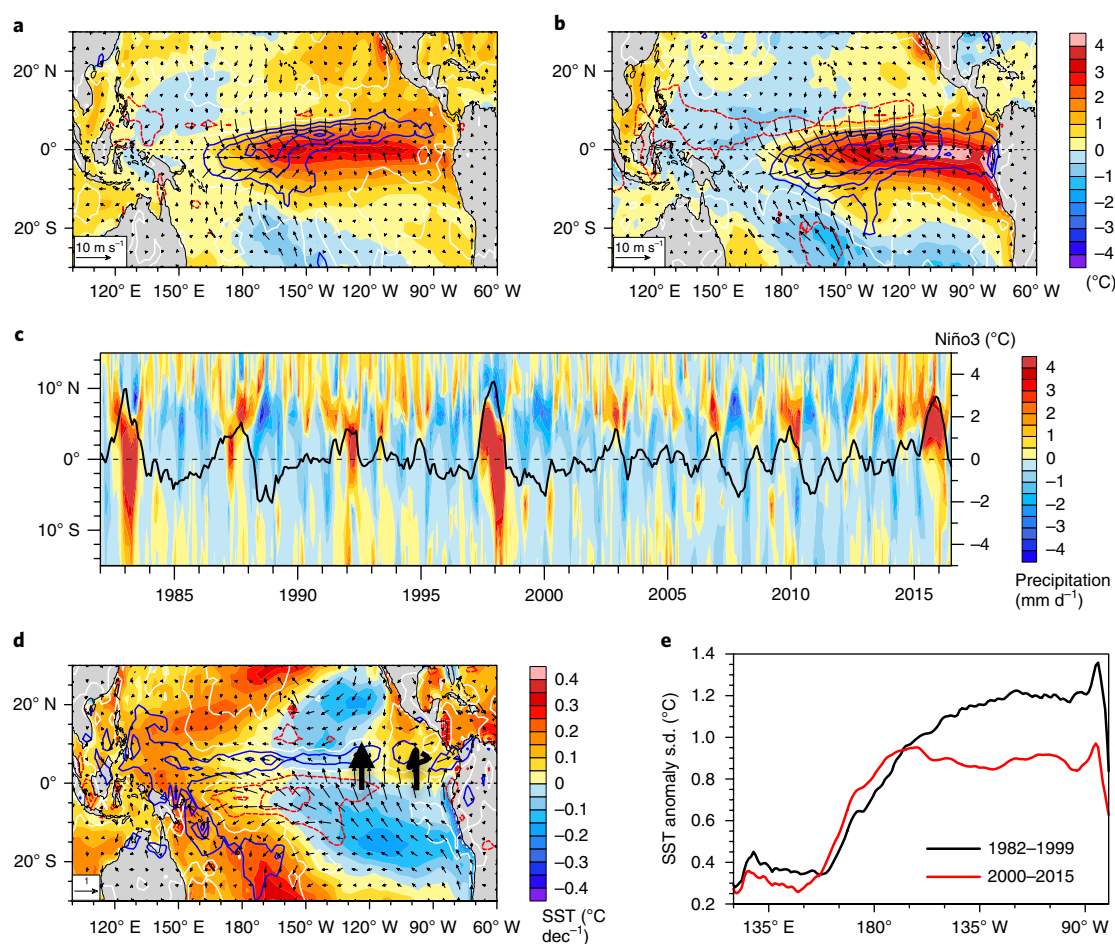 a
20° N
0°
20° S
10 m s⁻¹
120° E 150° E 180° 150° W 120° W 90° W 60° W
b
20° N
0°
20° S
10 m s⁻¹
120° E 150° E 180° 150° W 120° W 90° W 60° W
4
3
2
1
0
–1
–2
–3
–4
(°C)
c
Niño3 (°C)
10° N
0°
10° S
4
2
0
–2
–4
1985 1990 1995 2000 2005 2010 2015
4
3
2
1
0
–1
–2
–3
–4
Precipitation
(mm d⁻¹)
d
20° N
0°
20° S
1
120° E 150° E 180° 150° W 120° W 90° W 60° W
0.4
0.3
0.2
0.1
0
–0.1
–0.2
–0.3
–0.4
SST (°C
dec⁻¹)
e
SST anomaly s.d. (°C)
1.4
1.2
1.0
0.8
0.6
0.4
0.2
1982–1999
2000–2015
135° E 180° 135° W 90° W